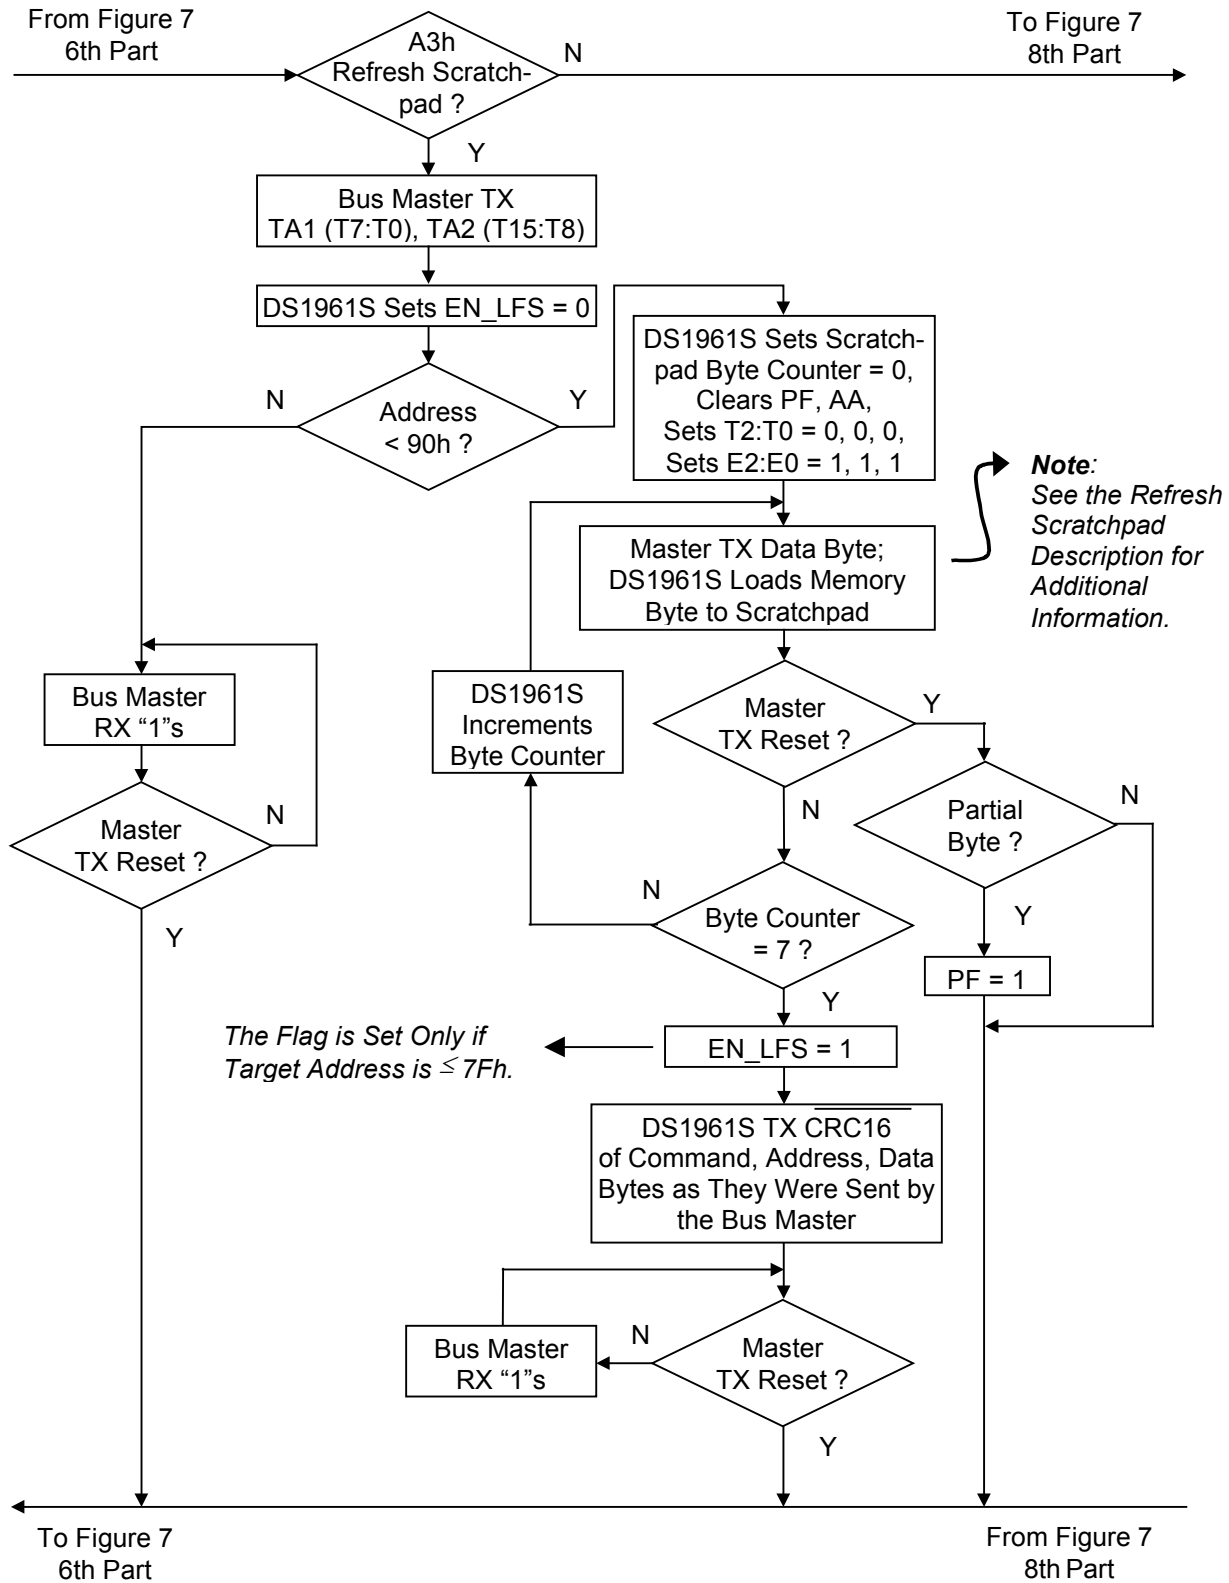 From Figure 7
6th Part
To Figure 7
8th Part
A3h
Refresh Scratch-
pad ?
N
Y
Bus Master TX
TA1 (T7:T0), TA2 (T15:T8)
DS1961S Sets EN_LFS = 0
Address
< 90h ?
N
Y
DS1961S Sets Scratch-
pad Byte Counter = 0,
Clears PF, AA,
Sets T2:T0 = 0, 0, 0,
Sets E2:E0 = 1, 1, 1
Note:
See the Refresh
Scratchpad
Description for
Additional
Information.
Master TX Data Byte;
DS1961S Loads Memory
Byte to Scratchpad
Bus Master
RX “1”s
DS1961S
Increments
Byte Counter
Master
TX Reset ?
Y
N
Partial
Byte ?
N
Y
Master
TX Reset ?
N
Y
Byte Counter
= 7 ?
N
Y
PF = 1
The Flag is Set Only if
Target Address is ≤ 7Fh.
EN_LFS = 1
DS1961S TX CRC16
of Command, Address, Data
Bytes as They Were Sent by
the Bus Master
Bus Master
RX “1”s
N
Master
TX Reset ?
Y
To Figure 7
6th Part
From Figure 7
8th Part